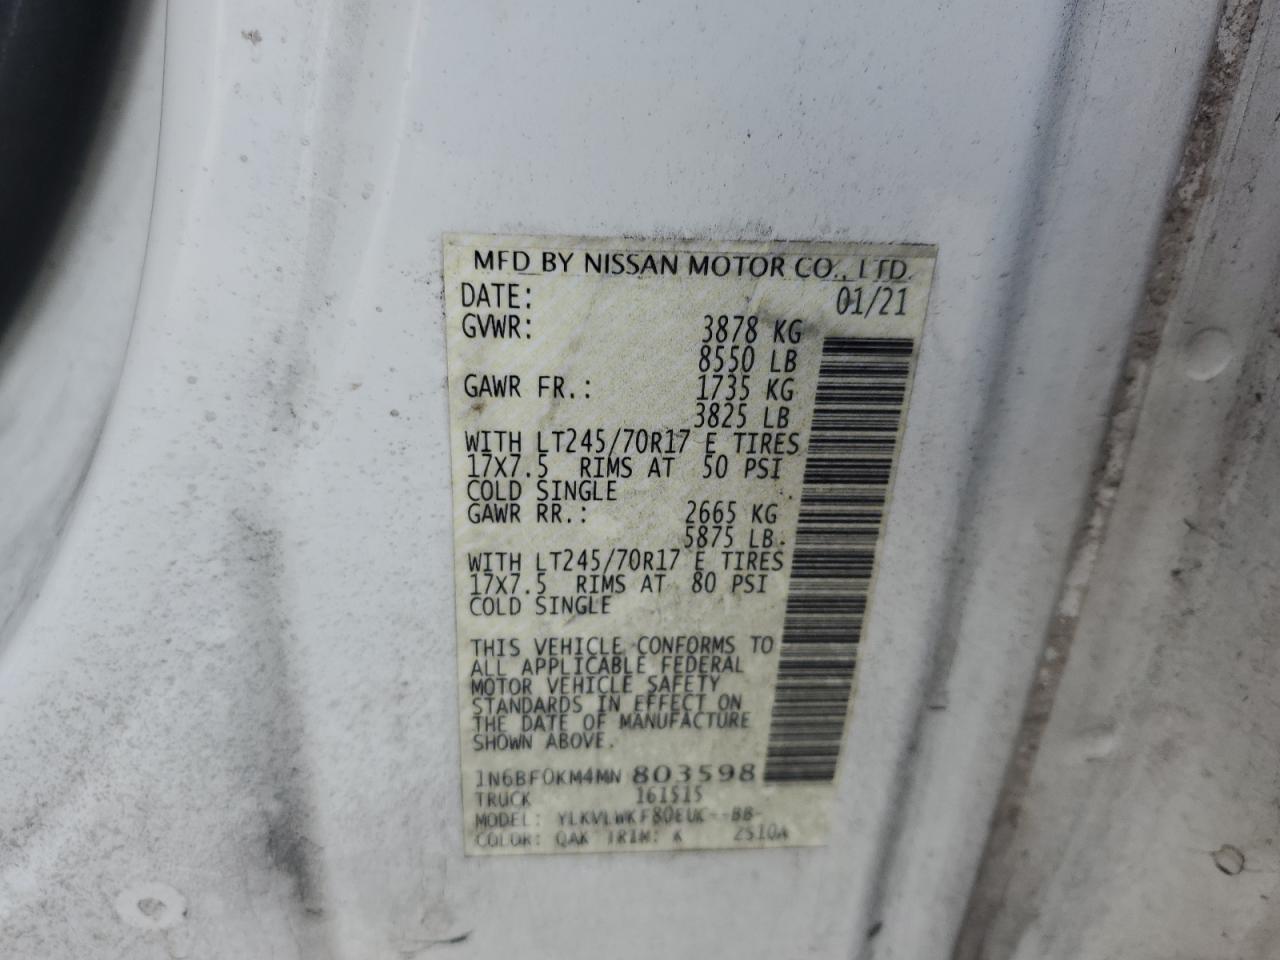 MFD BY NISSAN MOTOR CO., LTD.
DATE: 01/21
GVWR: 3878 KG
8550 LB
GAWR FR.: 1735 KG
3825 LB
WITH LT245/70R17 E TIRES
17X7.5 RIMS AT 50 PSI
COLD SINGLE
GAWR RR.: 2665 KG
5875 LB
WITH LT245/70R17 E TIRES
17X7.5 RIMS AT 80 PSI
COLD SINGLE
THIS VEHICLE CONFORMS TO
ALL APPLICABLE FEDERAL
MOTOR VEHICLE SAFETY
STANDARDS IN EFFECT ON
THE DATE OF MANUFACTURE
SHOWN ABOVE.
1N6BF0KM4MN 803598
TRUCK 161515
MODEL: YLKVLWKF80EUC--BB-
COLOR: QAK TRIM: K 2S10A